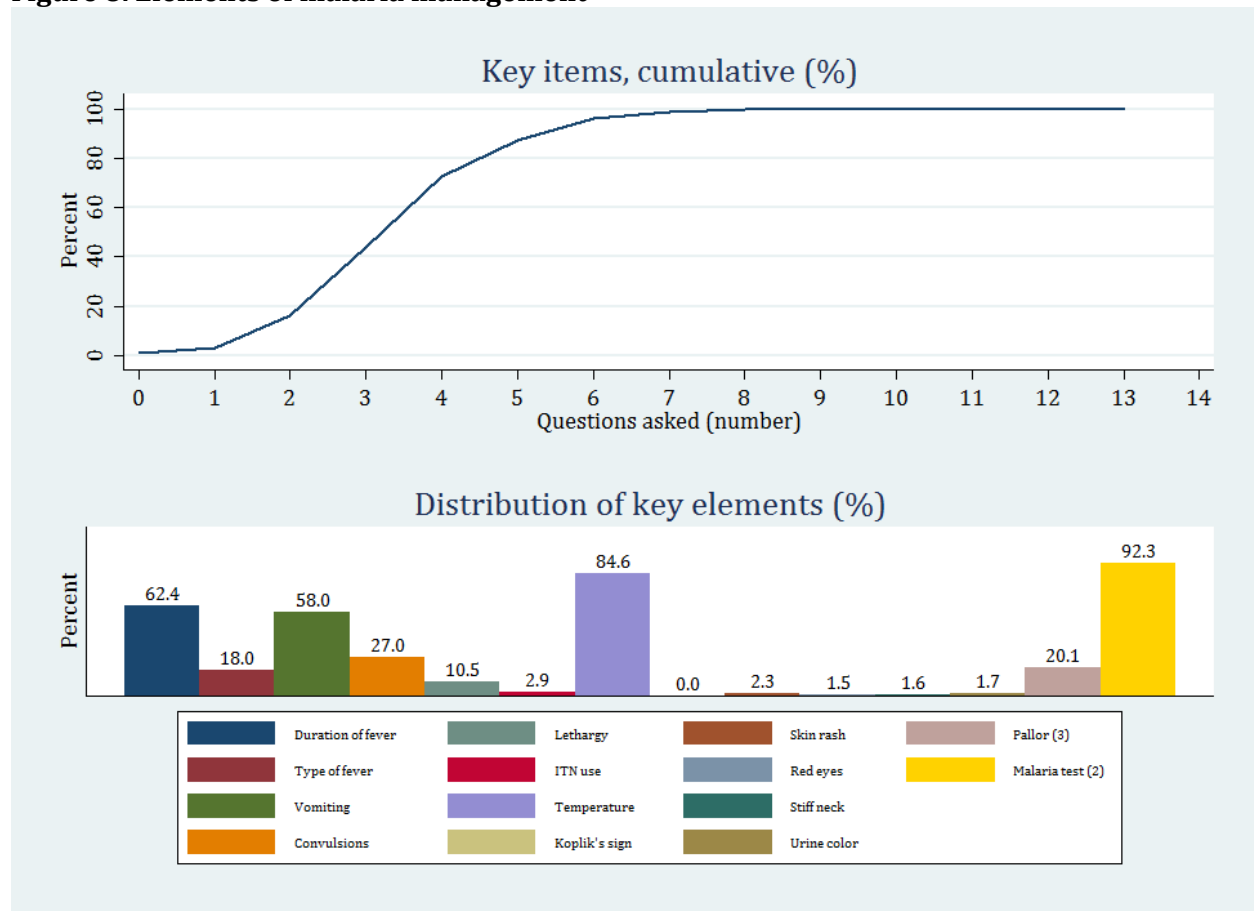 Key items, cumulative (%)
Percent
0 20 40 60 80 100
0 1 2 3 4 5 6 7 8 9 10 11 12 13 14
Questions asked (number)
Distribution of key elements (%)
Percent
62.4 18.0 58.0 27.0 10.5 2.9 84.6 0.0 2.3 1.5 1.6 1.7 20.1 92.3
Duration of fever Lethargy Skin rash Pallor (3)
Type of fever ITN use Red eyes Malaria test (2)
Vomiting Temperature Stiff neck
Convulsions Koplik's sign Urine color